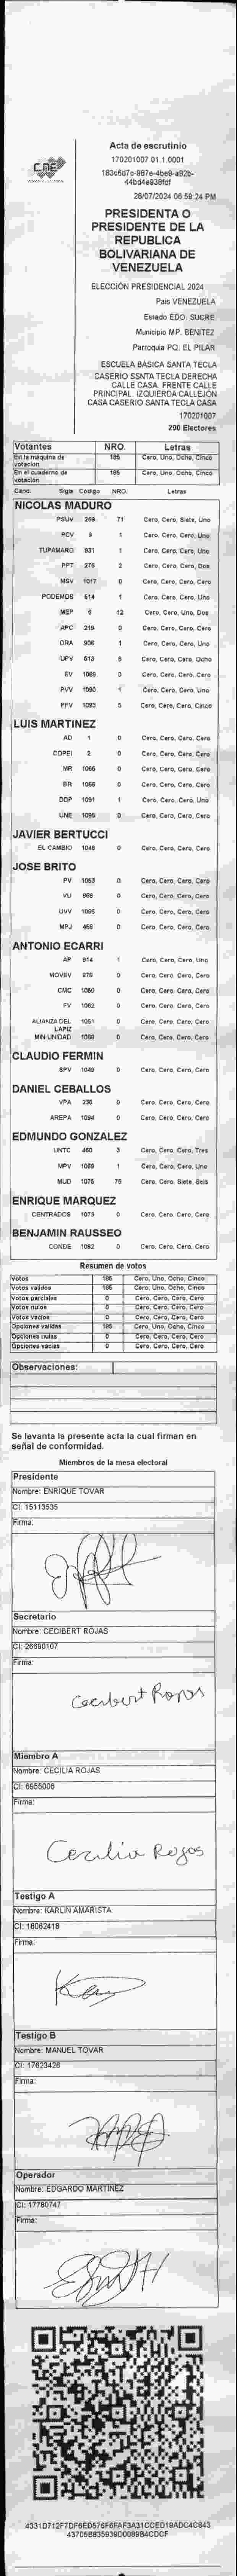 Acta de escrutinio
170201007 01.1.0001
183c6d7c-987e-4be9-a92b-
44bd4e938fdf
28/07/2024 06:59:24 PM
CNE
PRESIDENTA O
PRESIDENTE DE LA
REPUBLICA
BOLIVARIANA DE
VENEZUELA
ELECCIÓN PRESIDENCIAL 2024
Pais VENEZUELA
Estado EDO. SUCRE
Municipio MP. BENITEZ
Parroquia PQ. EL PILAR
ESCUELA BÁSICA SANTA TECLA
CASERÍO SSNTA TECLA DERECHA
CALLE CASA. FRENTE CALLE
PRINCIPAL. IZQUIERDA CALLEJÓN
CASA CASERIO SANTA TECLA CASA
170201007
290 Electores
Votantes NRO. Letras
En la máquina de votación 185 Cero, Uno, Ocho, Cinco
En el cuaderno de votación 185 Cero, Uno, Ocho, Cinco
Cand. Sigla Código NRO. Letras
NICOLAS MADURO
PSUV 269 71 Cero, Cero, Siete, Uno
PCV 9 1 Cero, Cero, Cero, Uno
TUPAMARO 931 1 Cero, Cero, Cero, Uno
PPT 276 2 Cero, Cero, Cero, Dos
MSV 1017 0 Cero, Cero, Cero, Cero
PODEMOS 614 1 Cero, Cero, Cero, Uno
MEP 6 12 Cero, Cero, Uno, Dos
APC 219 0 Cero, Cero, Cero, Cero
ORA 906 1 Cero, Cero, Cero, Uno
UPV 613 8 Cero, Cero, Cero, Ocho
EV 1089 0 Cero, Cero, Cero, Cero
PVV 1090 1 Cero, Cero, Cero, Uno
PFV 1093 5 Cero, Cero, Cero, Cinco
LUIS MARTINEZ
AD 1 0 Cero, Cero, Cero, Cero
COPEI 2 0 Cero, Cero, Cero, Cero
MR 1065 0 Cero, Cero, Cero, Cero
BR 1066 0 Cero, Cero, Cero, Cero
DDP 1091 1 Cero, Cero, Cero, Uno
UNE 1095 0 Cero, Cero, Cero, Cero
JAVIER BERTUCCI
EL CAMBIO 1048 0 Cero, Cero, Cero, Cero
JOSE BRITO
PV 1053 0 Cero, Cero, Cero, Cero
VU 868 0 Cero, Cero, Cero, Cero
UVV 1096 0 Cero, Cero, Cero, Cero
MPJ 458 0 Cero, Cero, Cero, Cero
ANTONIO ECARRI
AP 914 1 Cero, Cero, Cero, Uno
MOVEV 978 0 Cero, Cero, Cero, Cero
CMC 1050 0 Cero, Cero, Cero, Cero
FV 1062 0 Cero, Cero, Cero, Cero
ALIANZA DEL LAPIZ 1051 0 Cero, Cero, Cero, Cero
MIN UNIDAD 1068 0 Cero, Cero, Cero, Cero
CLAUDIO FERMIN
SPV 1049 0 Cero, Cero, Cero, Cero
DANIEL CEBALLOS
VPA 236 0 Cero, Cero, Cero, Cero
AREPA 1094 0 Cero, Cero, Cero, Cero
EDMUNDO GONZALEZ
UNTC 460 3 Cero, Cero, Cero, Tres
MPV 1069 1 Cero, Cero, Cero, Uno
MUD 1075 76 Cero, Cero, Siete, Seis
ENRIQUE MARQUEZ
CENTRADOS 1073 0 Cero, Cero, Cero, Cero
BENJAMIN RAUSSEO
CONDE 1092 0 Cero, Cero, Cero, Cero
Resumen de votos
Votos 185 Cero, Uno, Ocho, Cinco
Votos validos 185 Cero, Uno, Ocho, Cinco
Votos parciales 0 Cero, Cero, Cero, Cero
Votos nulos 0 Cero, Cero, Cero, Cero
Votos vacios 0 Cero, Cero, Cero, Cero
Opciones validas 185 Cero, Uno, Ocho, Cinco
Opciones nulas 0 Cero, Cero, Cero, Cero
Opciones vacias 0 Cero, Cero, Cero, Cero
Observaciones:
Se levanta la presente acta la cual firman en
señal de conformidad.
Miembros de la mesa electoral
Presidente
Nombre: ENRIQUE TOVAR
CI: 15113535
Firma:
Secretario
Nombre: CECIBERT ROJAS
CI: 26600107
Firma:
Cecibert Rojas
Miembro A
Nombre: CECILIA ROJAS
CI: 6955006
Firma:
Cecilia Rojas
Testigo A
Nombre: KARLIN AMARISTA
CI: 16062418
Firma:
Testigo B
Nombre: MANUEL TOVAR
CI: 17623426
Firma:
Operador
Nombre: EDGARDO MARTINEZ
CI: 17780747
Firma:
4331D712F7DF6ED576F6FAF3A31CCED19ADC4C843
43705B835939D0089B4CDCF